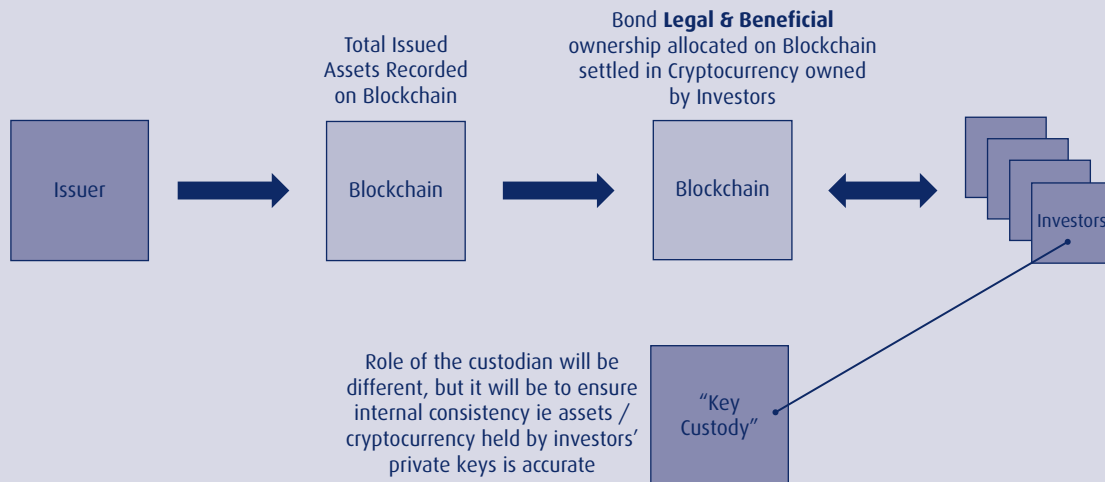 Total Issued
Assets Recorded
on Blockchain
Bond Legal & Beneficial
ownership allocated on Blockchain
settled in Cryptocurrency owned
by Investors
Issuer
Blockchain
Blockchain
Investors
Role of the custodian will be
different, but it will be to ensure
internal consistency ie assets /
cryptocurrency held by investors’
private keys is accurate
“Key
Custody”